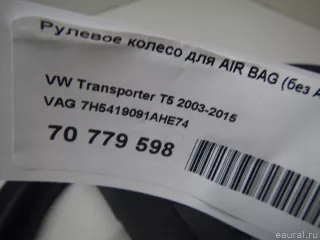 Рулевое колесо для AIR BAG (без
VW Transporter T5 2003-2015
VAG 7H5419091AHE74
70 779 598
eaural.ru